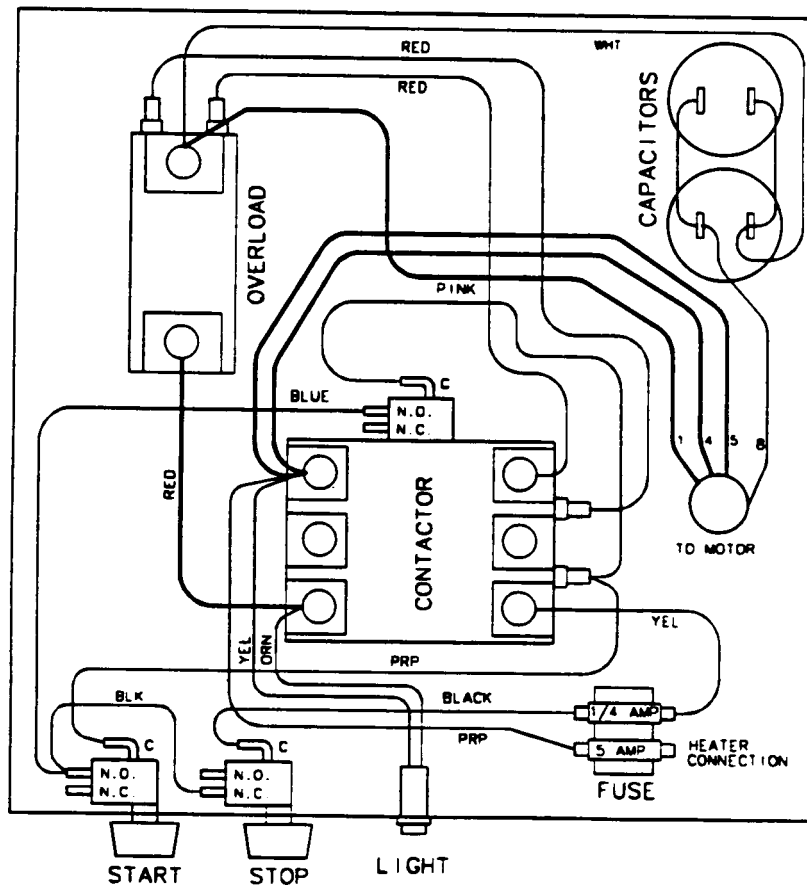 RED
WHT
RED
CAPACITORS
OVERLOAD
PINK
C
BLUE
N.O.
N.C.
1
4
5
8
RED
CONTACTOR
TO MOTOR
YEL
ORN
YEL
PRP
BLK
BLACK
1/4 AMP
C
C
PRP
5 AMP
HEATER
CONNECTION
N.O.
N.C.
N.O.
N.C.
FUSE
LIGHT
START
STOP